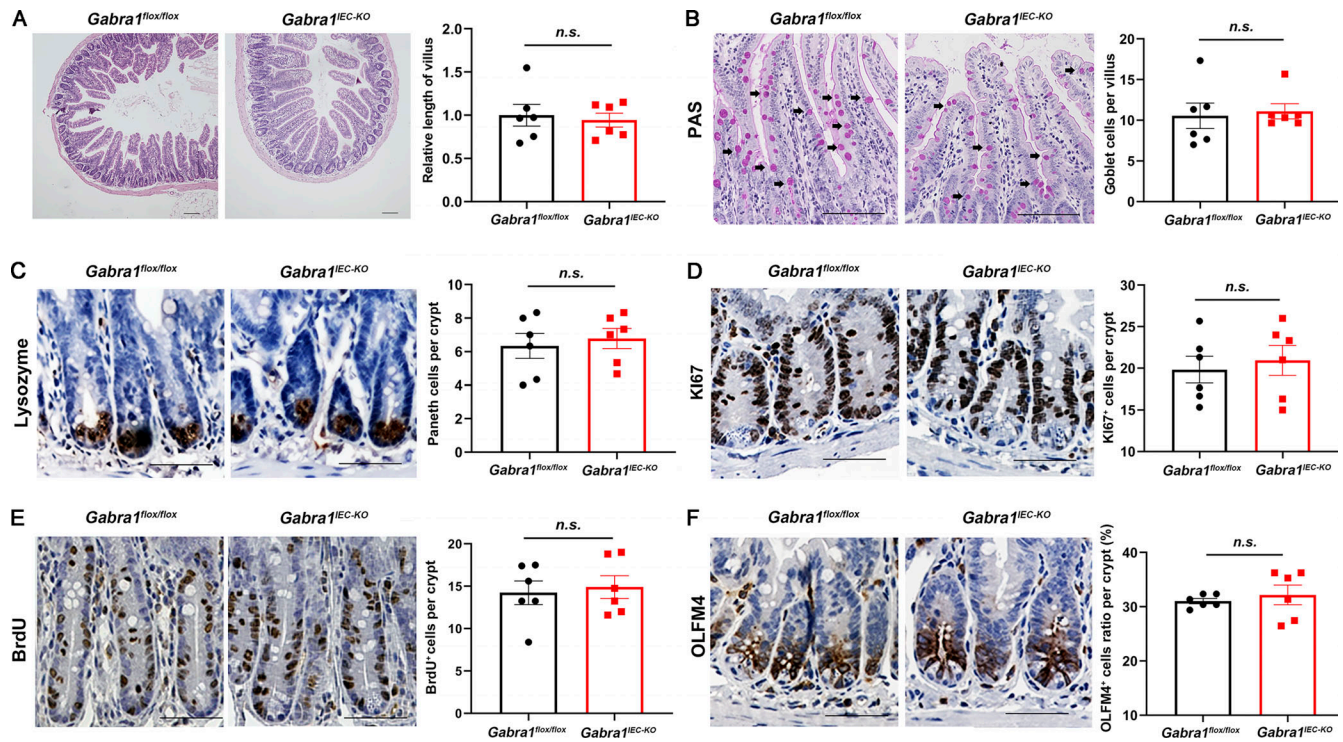 A
Gabra1flox/flox
Gabra1IEC-KO
n.s.
Relative length of villus
2.0
1.5
1.0
0.5
0.0
Gabra1flox/flox
Gabra1IEC-KO
B
Gabra1flox/flox
Gabra1IEC-KO
PAS
n.s.
Goblet cells per villus
20
15
10
5
0
Gabra1flox/flox
Gabra1IEC-KO
C
Gabra1flox/flox
Gabra1IEC-KO
Lysozyme
n.s.
Paneth cells per crypt
10
8
6
4
2
0
Gabra1flox/flox
Gabra1IEC-KO
D
Gabra1flox/flox
Gabra1IEC-KO
KI67
n.s.
KI67+ cells per crypt
30
25
20
15
10
Gabra1flox/flox
Gabra1IEC-KO
E
Gabra1flox/flox
Gabra1IEC-KO
BrdU
n.s.
BrdU+ cells per crypt
20
15
10
5
0
Gabra1flox/flox
Gabra1IEC-KO
F
Gabra1flox/flox
Gabra1IEC-KO
OLFM4
n.s.
OLFM4+ cells ratio per crypt (%)
40
30
20
10
Gabra1flox/flox
Gabra1IEC-KO